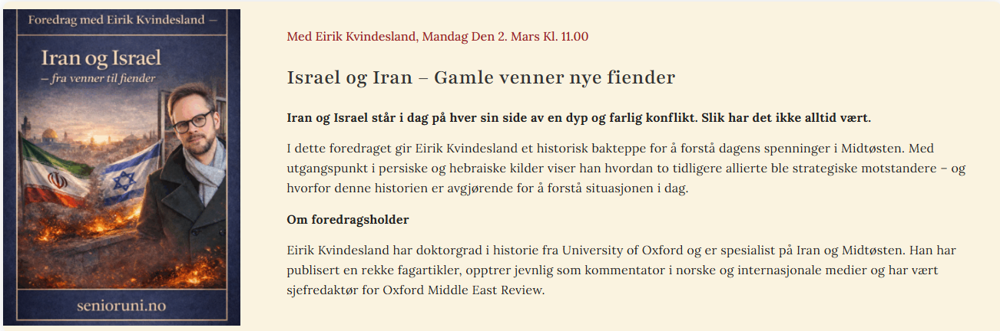 Foredrag med Eirik Kvindesland —
Iran og Israel
– fra venner til fiender
senioruni.no
Med Eirik Kvindesland, Mandag Den 2. Mars Kl. 11.00
Israel og Iran – Gamle venner nye fiender
Iran og Israel står i dag på hver sin side av en dyp og farlig konflikt. Slik har det ikke alltid vært.
I dette foredraget gir Eirik Kvindesland et historisk bakteppe for å forstå dagens spenninger i Midtøsten. Med
utgangspunkt i persiske og hebraiske kilder viser han hvordan to tidligere allierte ble strategiske motstandere – og
hvorfor denne historien er avgjørende for å forstå situasjonen i dag.
Om foredragsholder
Eirik Kvindesland har doktorgrad i historie fra University of Oxford og er spesialist på Iran og Midtøsten. Han har
publisert en rekke fagartikler, opptrer jevnlig som kommentator i norske og internasjonale medier og har vært
sjefredaktør for Oxford Middle East Review.